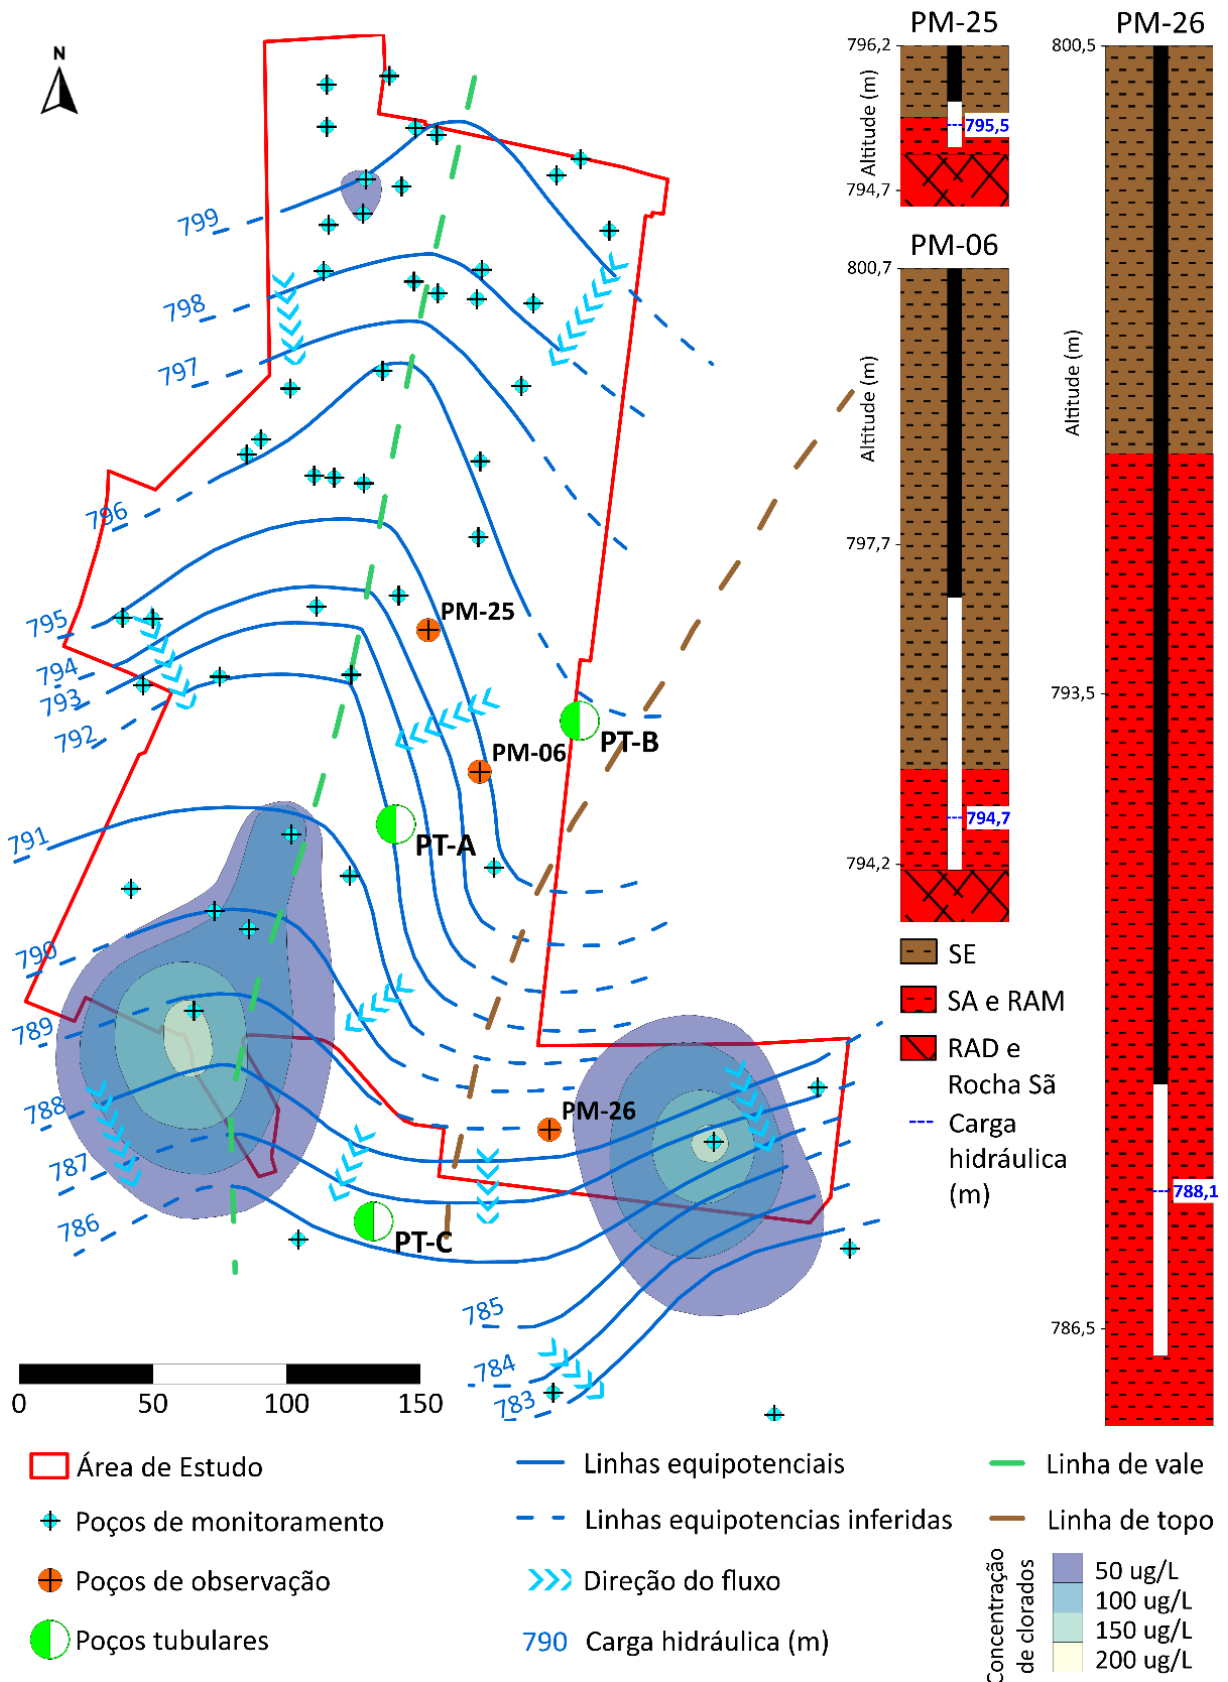 N
PM-25
796,2
Altitude (m)
795,5
794,7
PM-06
800,7
Altitude (m)
797,7
794,7
794,2
PM-26
800,5
Altitude (m)
793,5
788,1
786,5
SE
SA e RAM
RAD e
Rocha Sã
Carga
hidráulica
(m)
799
798
797
796
795
794
793
792
791
790
789
788
787
786
785
784
783
PM-25
PM-06
PT-B
PT-A
PM-26
PT-C
0 50 100 150
Área de Estudo
Poços de monitoramento
Poços de observação
Poços tubulares
Linhas equipotenciais
Linhas equipotencias inferidas
Direção do fluxo
790 Carga hidráulica (m)
Linha de vale
Linha de topo
Concentração
de clorados
50 ug/L
100 ug/L
150 ug/L
200 ug/L